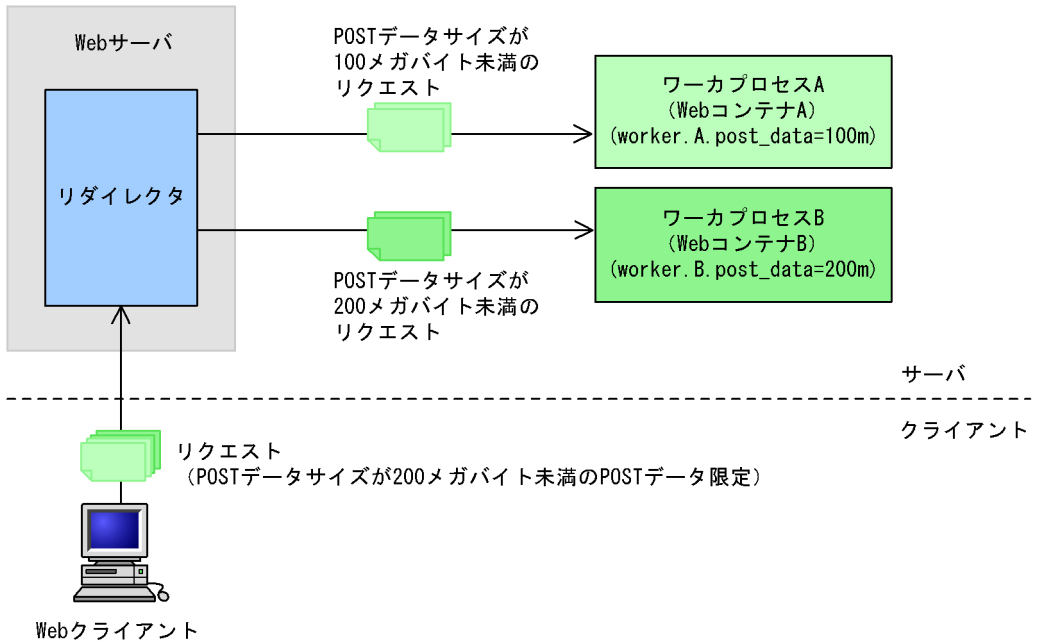 Webサーバ
リダイレクタ
POSTデータサイズが
100メガバイト未満の
リクエスト
ワーカプロセスA
(WebコンテナA)
(worker.A.post_data=100m)
ワーカプロセスB
(WebコンテナB)
(worker.B.post_data=200m)
POSTデータサイズが
200メガバイト未満の
リクエスト
サーバ
クライアント
リクエスト
(POSTデータサイズが200メガバイト未満のPOSTデータ限定)
Webクライアント